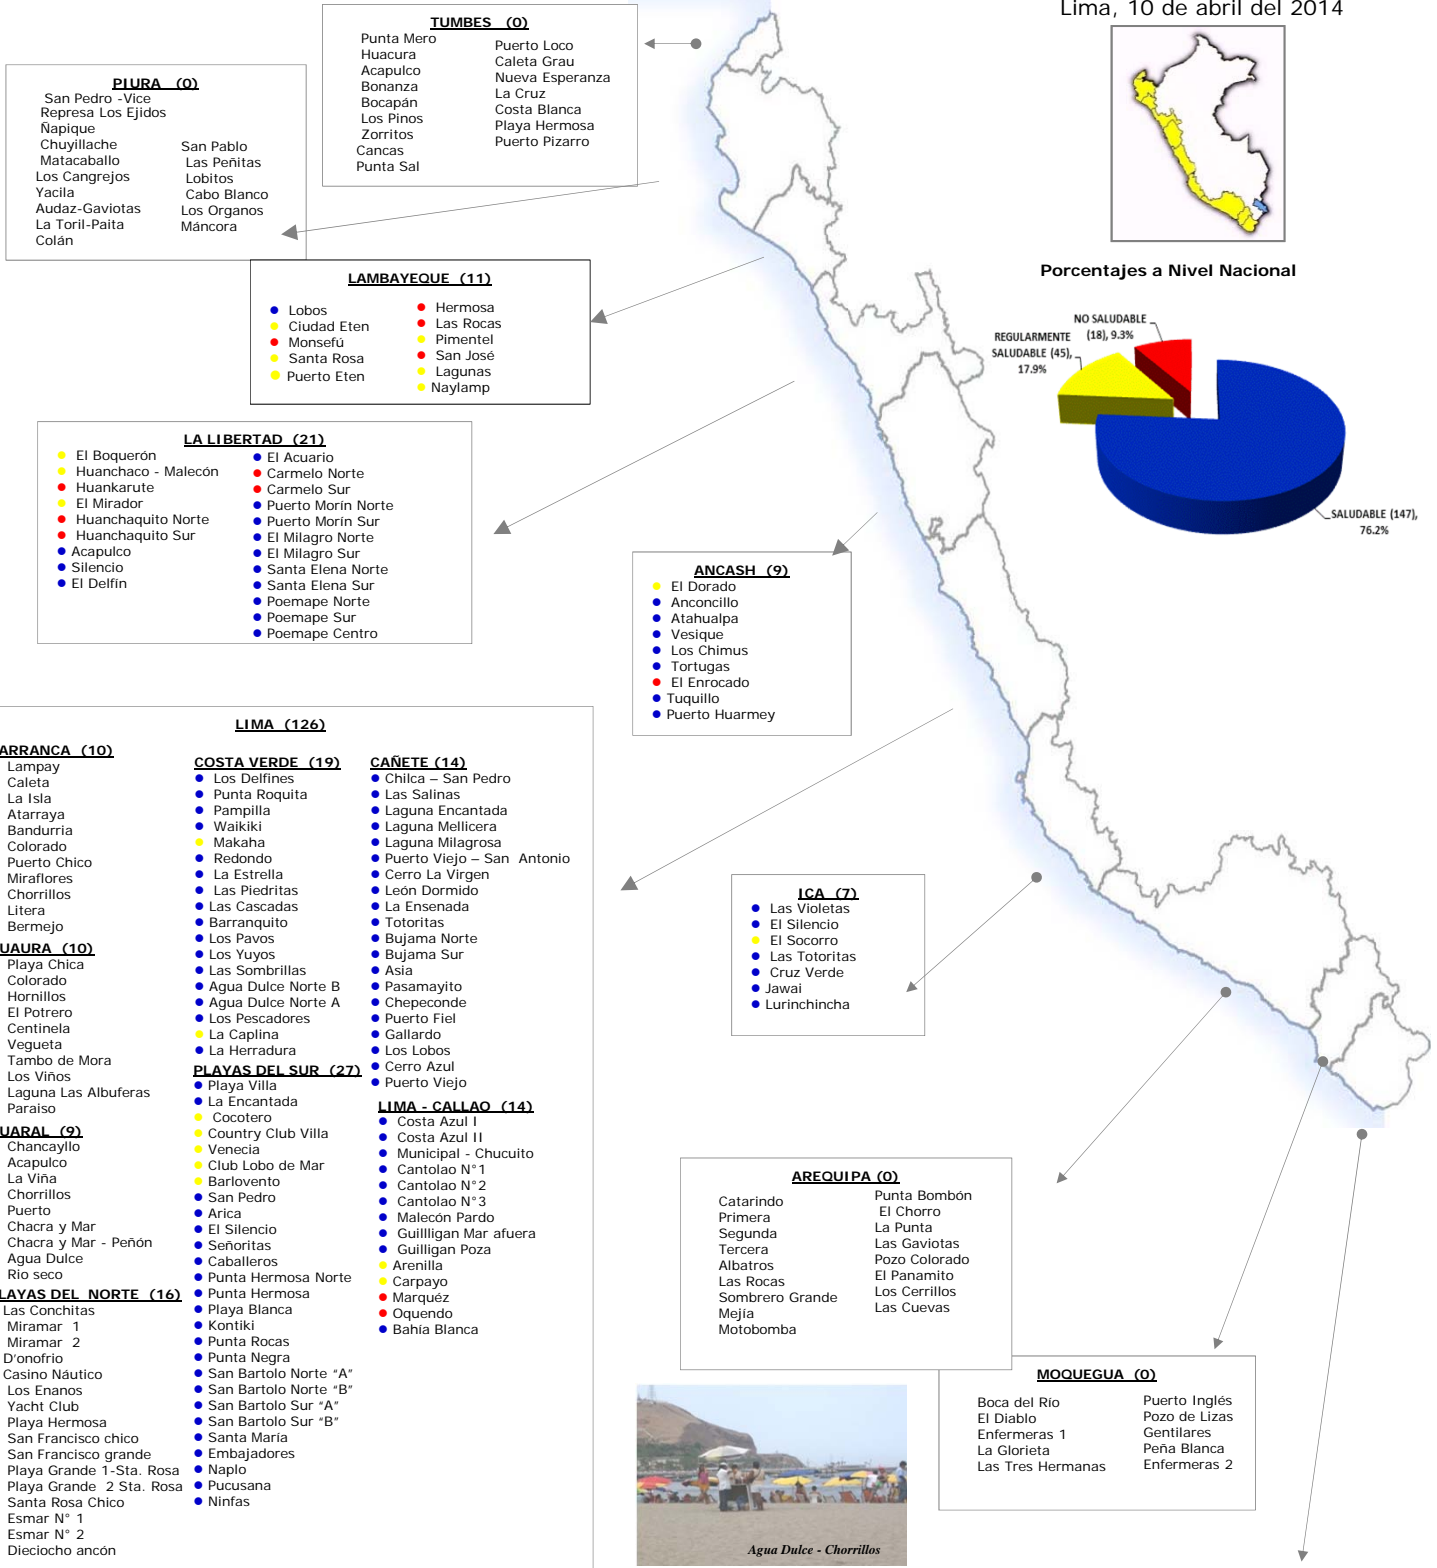 Lima, 10 de abril del 2014
TUMBES (0)
Punta Mero
Huacura
Acapulco
Bonanza
Bocapán
Los Pinos
Zorritos
Cancas
Punta Sal
Puerto Loco
Caleta Grau
Nueva Esperanza
La Cruz
Costa Blanca
Playa Hermosa
Puerto Pizarro
PIURA (0)
San Pedro -Vice
Represa Los Ejidos
Ñapique
Chuyillache
Matacaballo
Los Cangrejos
Yacila
Audaz-Gaviotas
La Toril-Paita
Colán
San Pablo
Las Peñitas
Lobitos
Cabo Blanco
Los Organos
Máncora
LAMBAYEQUE (11)
Lobos
Ciudad Eten
Monsefú
Santa Rosa
Puerto Eten
Hermosa
Las Rocas
Pimentel
San José
Lagunas
Naylamp
Porcentajes a Nivel Nacional
NO SALUDABLE
(18), 9.3%
REGULARMENTE
SALUDABLE (45),
17.9%
SALUDABLE (147),
76.2%
LA LIBERTAD (21)
El Boquerón
Huanchaco - Malecón
Huankarute
El Mirador
Huanchaquito Norte
Huanchaquito Sur
Acapulco
Silencio
El Delfín
El Acuario
Carmelo Norte
Carmelo Sur
Puerto Morín Norte
Puerto Morín Sur
El Milagro Norte
El Milagro Sur
Santa Elena Norte
Santa Elena Sur
Poemape Norte
Poemape Sur
Poemape Centro
ANCASH (9)
El Dorado
Anconcillo
Atahualpa
Vesique
Los Chimus
Tortugas
El Enrocado
Tuquillo
Puerto Huarmey
LIMA (126)
ARRANCA (10)
Lampay
Caleta
La Isla
Atarraya
Bandurria
Colorado
Puerto Chico
Miraflores
Chorrillos
Litera
Bermejo
UAURA (10)
Playa Chica
Colorado
Hornillos
El Potrero
Centinela
Vegueta
Tambo de Mora
Los Viños
Laguna Las Albuferas
Paraiso
UARAL (9)
Chancayllo
Acapulco
La Viña
Chorrillos
Puerto
Chacra y Mar
Chacra y Mar - Peñón
Agua Dulce
Rio seco
LAYAS DEL NORTE (16)
Las Conchitas
Miramar 1
Miramar 2
D'onofrio
Casino Náutico
Los Enanos
Yacht Club
Playa Hermosa
San Francisco chico
San Francisco grande
Playa Grande 1-Sta. Rosa
Playa Grande 2 Sta. Rosa
Santa Rosa Chico
Esmar N° 1
Esmar N° 2
Dieciocho ancón
COSTA VERDE (19)
Los Delfines
Punta Roquita
Pampilla
Waikiki
Makaha
Redondo
La Estrella
Las Piedritas
Las Cascadas
Barranquito
Los Pavos
Los Yuyos
Las Sombrillas
Agua Dulce Norte B
Agua Dulce Norte A
Los Pescadores
La Caplina
La Herradura
PLAYAS DEL SUR (27)
Playa Villa
La Encantada
Cocotero
Country Club Villa
Venecia
Club Lobo de Mar
Barlovento
San Pedro
Arica
El Silencio
Señoritas
Caballeros
Punta Hermosa Norte
Punta Hermosa
Playa Blanca
Kontiki
Punta Rocas
Punta Negra
San Bartolo Norte "A"
San Bartolo Norte "B"
San Bartolo Sur "A"
San Bartolo Sur "B"
Santa María
Embajadores
Naplo
Pucusana
Ninfas
CAÑETE (14)
Chilca – San Pedro
Las Salinas
Laguna Encantada
Laguna Mellicera
Laguna Milagrosa
Puerto Viejo – San Antonio
Cerro La Virgen
León Dormido
La Ensenada
Totoritas
Bujama Norte
Bujama Sur
Asia
Pasamayito
Chepeconde
Puerto Fiel
Gallardo
Los Lobos
Cerro Azul
Puerto Viejo
LIMA - CALLAO (14)
Costa Azul I
Costa Azul II
Municipal - Chucuito
Cantolao N°1
Cantolao N°2
Cantolao N°3
Malecón Pardo
Guillligan Mar afuera
Guilligan Poza
Arenilla
Carpayo
Marquéz
Oquendo
Bahía Blanca
ICA (7)
Las Violetas
El Silencio
El Socorro
Las Totoritas
Cruz Verde
Jawai
Lurinchincha
AREQUIPA (0)
Catarindo
Primera
Segunda
Tercera
Albatros
Las Rocas
Sombrero Grande
Mejía
Motobomba
Punta Bombón
El Chorro
La Punta
Las Gaviotas
Pozo Colorado
El Panamito
Los Cerrillos
Las Cuevas
MOQUEGUA (0)
Boca del Río
El Diablo
Enfermeras 1
La Glorieta
Las Tres Hermanas
Puerto Inglés
Pozo de Lizas
Gentilares
Peña Blanca
Enfermeras 2
Agua Dulce - Chorrillos